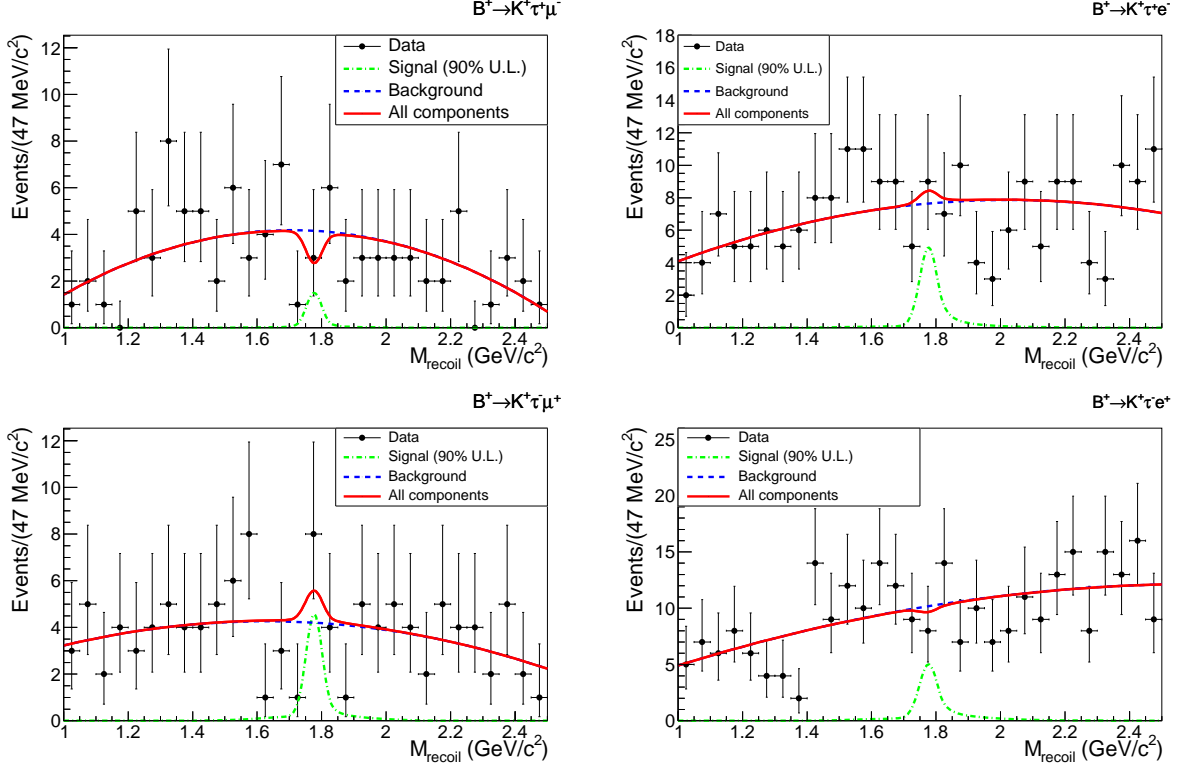 B⁺→K⁺τ⁺μ⁻
Events/(47 MeV/c²)
12
10
8
6
4
2
0
Data
Signal (90% U.L.)
Background
All components
1 1.2 1.4 1.6 1.8 2 2.2 2.4
M_recoil (GeV/c²)
B⁺→K⁺τ⁺e⁻
Events/(47 MeV/c²)
18
16
14
12
10
8
6
4
2
0
Data
Signal (90% U.L.)
Background
All components
1 1.2 1.4 1.6 1.8 2 2.2 2.4
M_recoil (GeV/c²)
B⁺→K⁺τ⁻μ⁺
Events/(47 MeV/c²)
12
10
8
6
4
2
0
Data
Signal (90% U.L.)
Background
All components
1 1.2 1.4 1.6 1.8 2 2.2 2.4
M_recoil (GeV/c²)
B⁺→K⁺τ⁻e⁺
Events/(47 MeV/c²)
25
20
15
10
5
0
Data
Signal (90% U.L.)
Background
All components
1 1.2 1.4 1.6 1.8 2 2.2 2.4
M_recoil (GeV/c²)